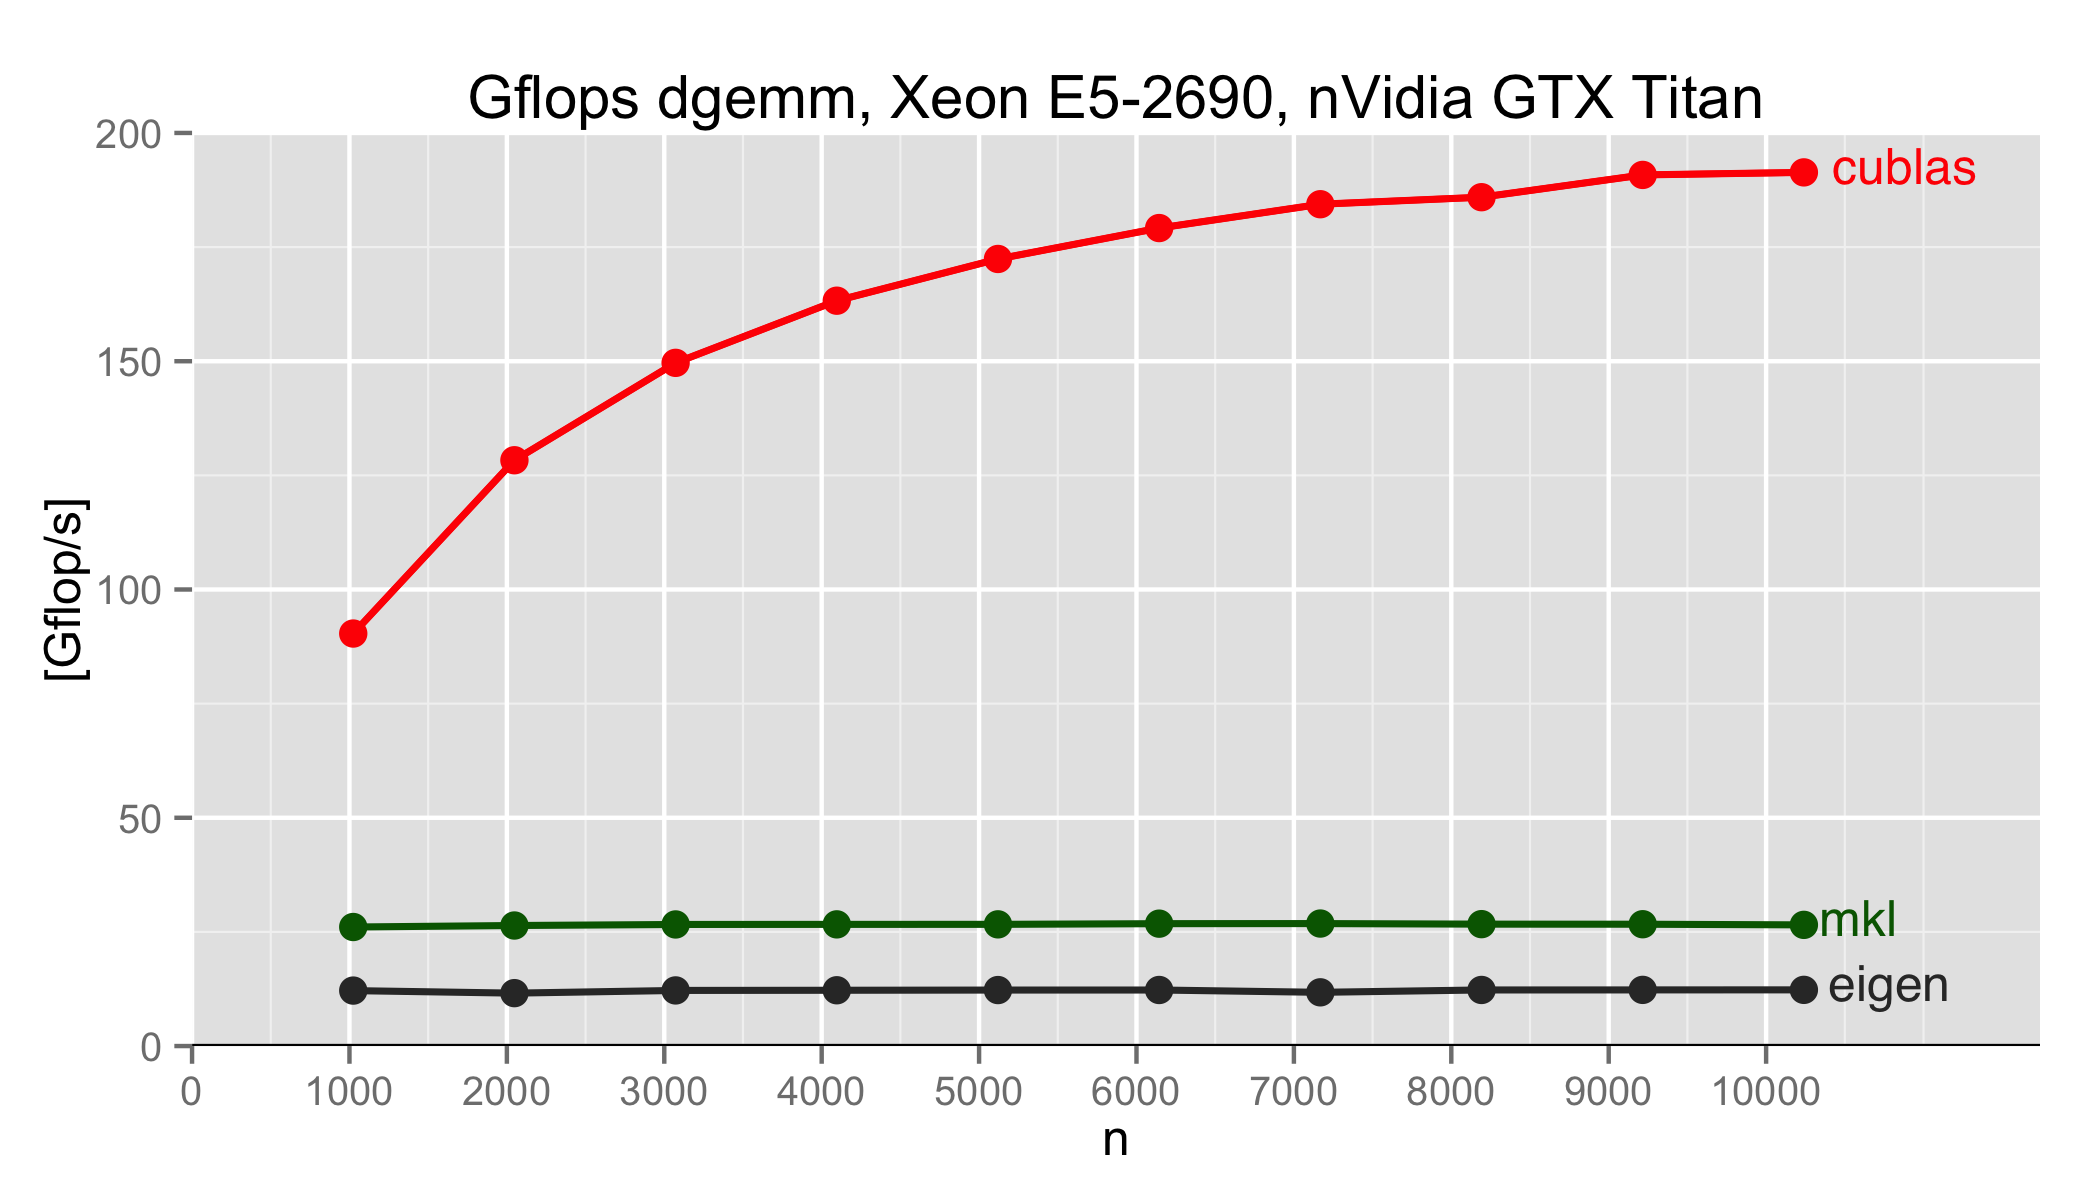 Gflops dgemm, Xeon E5-2690, nVidia GTX Titan
200
150
100
50
0
[Gflop/s]
cublas
mkl
eigen
0 1000 2000 3000 4000 5000 6000 7000 8000 9000 10000
n